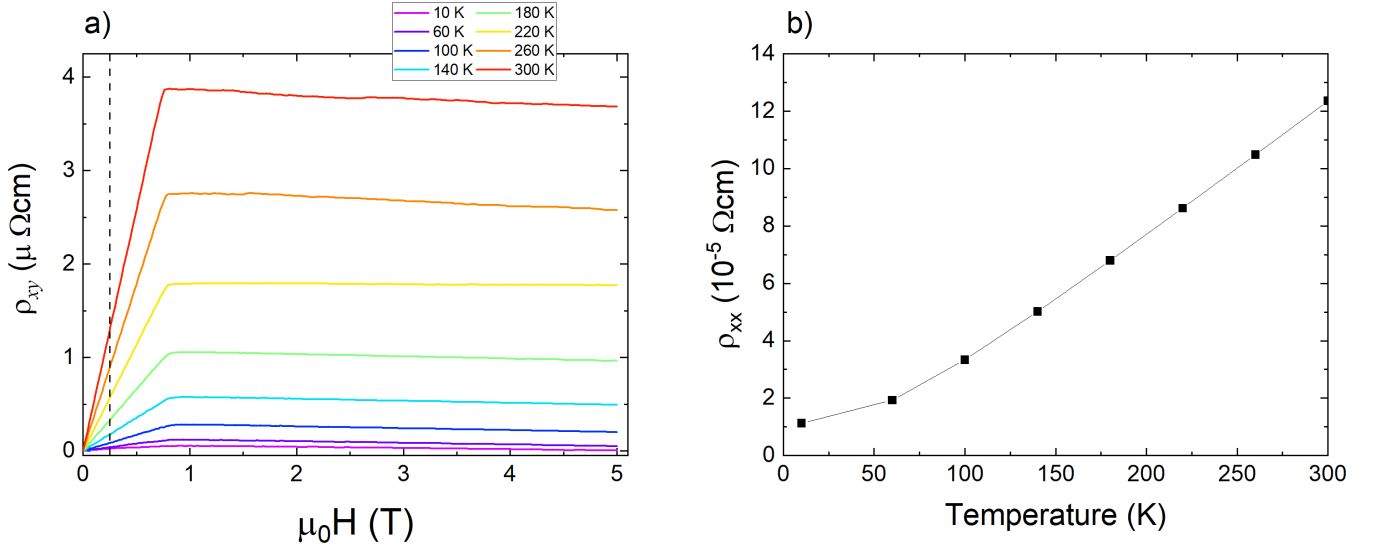 a)
10 K
60 K
100 K
140 K
180 K
220 K
260 K
300 K
4
3
2
1
0
ρxy (μ Ωcm)
0
1
2
3
4
5
μ0H (T)
b)
14
12
10
8
6
4
2
0
ρxx (10-5 Ωcm)
0
50
100
150
200
250
300
Temperature (K)